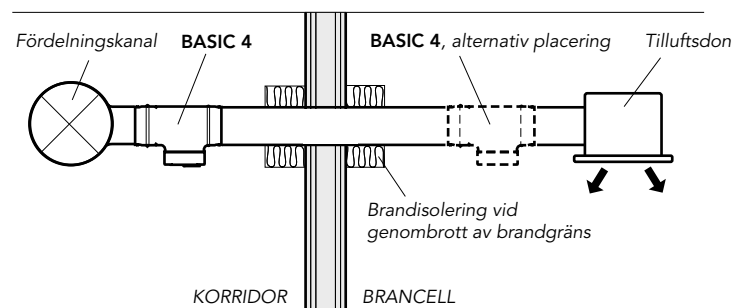 Fördelningskanal
BASIC 4
BASIC 4, alternativ placering
Tilluftsdon
Brandisolering vid
genombrott av brandgräns
KORRIDOR
BRANCELL